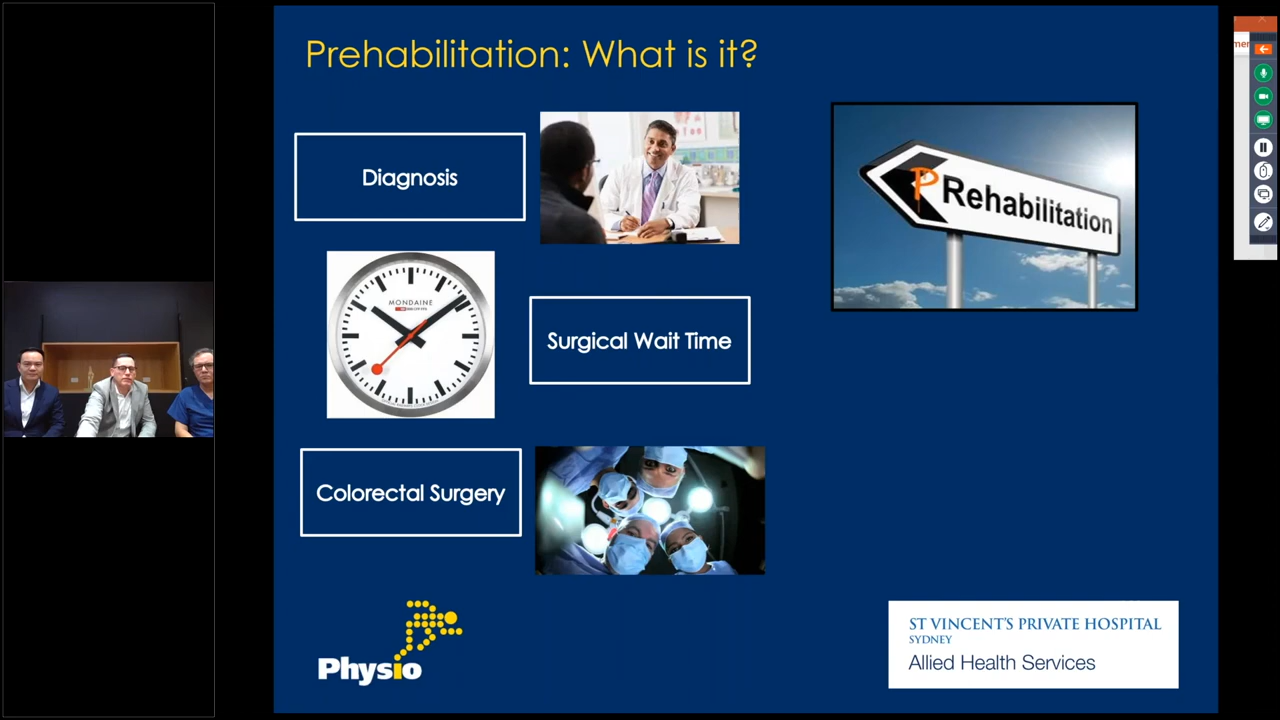 Prehabilitation: What is it?
Diagnosis
PRehabilitation
MONDAINE
Surgical Wait Time
Colorectal Surgery
Physio
ST VINCENT'S PRIVATE HOSPITAL
SYDNEY
Allied Health Services